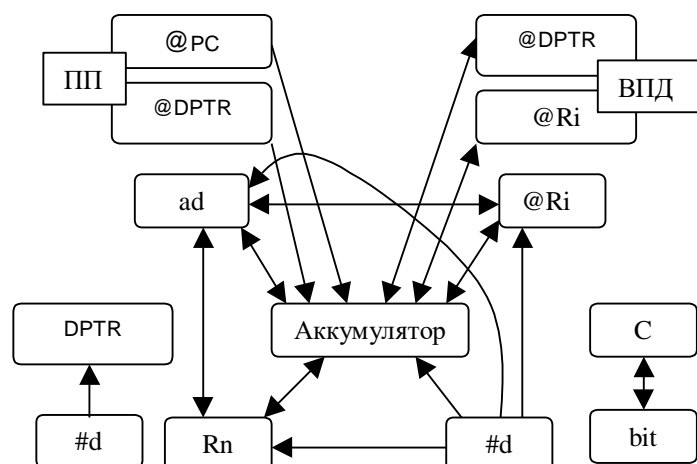 @PC
@DPTR
ПП
ВПД
@DPTR
@Ri
ad
@Ri
DPTR
Аккумулятор
C
#d
Rn
#d
bit